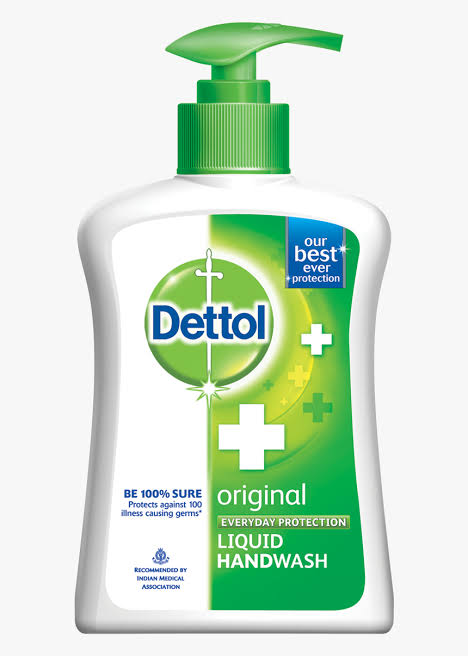 our
best
ever
protection
Dettol
BE 100% SURE
Protects against 100
illness causing germs*
original
EVERYDAY PROTECTION
LIQUID
HANDWASH
RECOMMENDED BY
INDIAN MEDICAL
ASSOCIATION